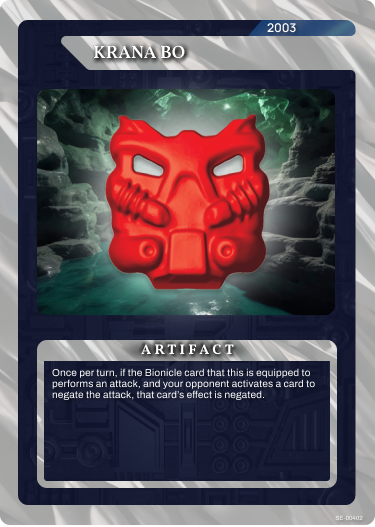 2003
KRANA BO
ARTIFACT
Once per turn, if the Bionicle card that this is equipped to
performs an attack, and your opponent activates a card to
negate the attack, that card's effect is negated.
SE-00402